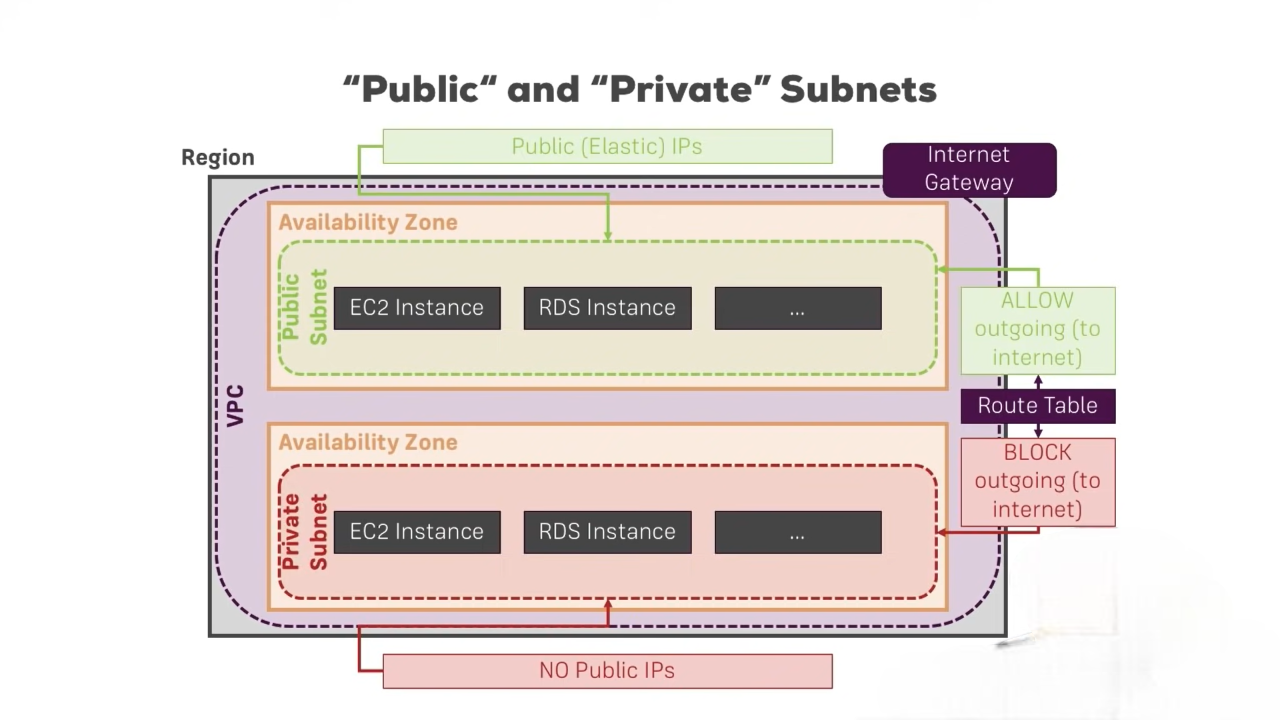 “Public“ and “Private” Subnets
Public (Elastic) IPs
Region
Internet
Gateway
Availability Zone
Public
Subnet
EC2 Instance
RDS Instance
...
ALLOW
outgoing (to
internet)
VPC
Route Table
Availability Zone
BLOCK
outgoing (to
internet)
Private
Subnet
EC2 Instance
RDS Instance
...
NO Public IPs